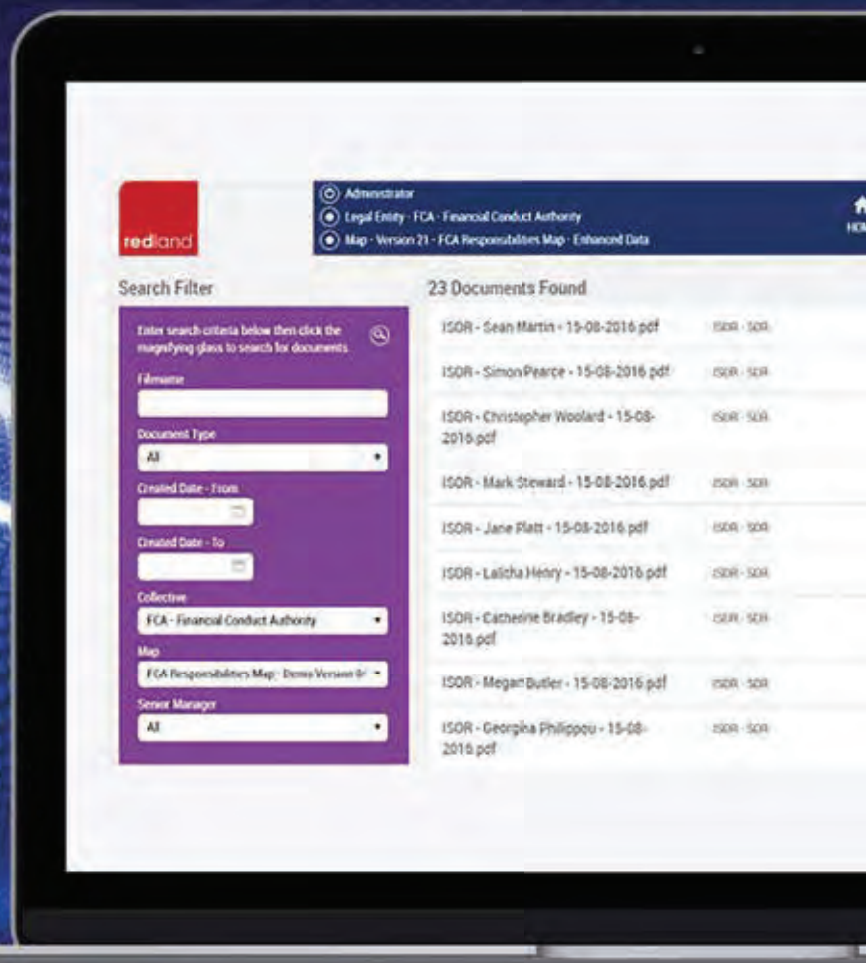 redland
Administrator
Legal Entity - FCA - Financial Conduct Authority
Map - Version 21 - FCA Responsibilities Map - Enhanced Data
Search Filter
Enter search criteria below then click the
magnifying glass to search for documents
Filename
Document Type
All
Created Date - From
Created Date - To
Collective
FCA - Financial Conduct Authority
Map
FCA Responsibilities Map - Demo Version
Senior Manager
All
23 Documents Found
ISOR - Sean Martin - 15-08-2016.pdf ISOR - SOR
ISOR - Simon Pearce - 15-08-2016.pdf ISOR - SOR
ISOR - Christopher Woolard - 15-08- ISOR - SOR
2016.pdf
ISOR - Mark Steward - 15-08-2016.pdf ISOR - SOR
ISOR - Jane Platt - 15-08-2016.pdf ISOR - SOR
ISOR - Lalitha Henry - 15-08-2016.pdf ISOR - SOR
ISOR - Catherine Bradley - 15-08- ISOR - SOR
2016.pdf
ISOR - Megan Butler - 15-08-2016.pdf ISOR - SOR
ISOR - Georgina Philippou - 15-08- ISOR - SOR
2016.pdf